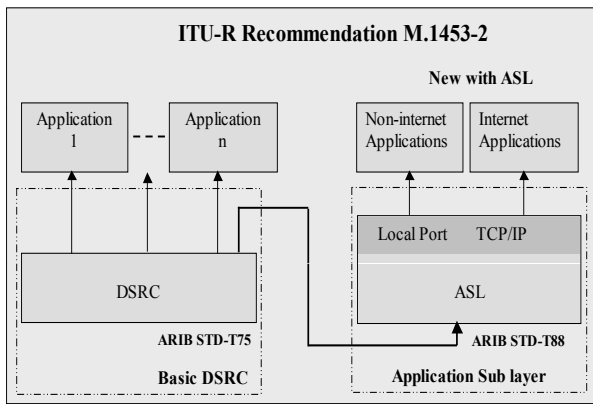 ITU-R Recommendation M.1453-2
New with ASL
Application
1
Application
n
Non-internet
Applications
Internet
Applications
Local Port
TCP/IP
DSRC
ASL
ARIB STD-T75
ARIB STD-T88
Basic DSRC
Application Sub layer